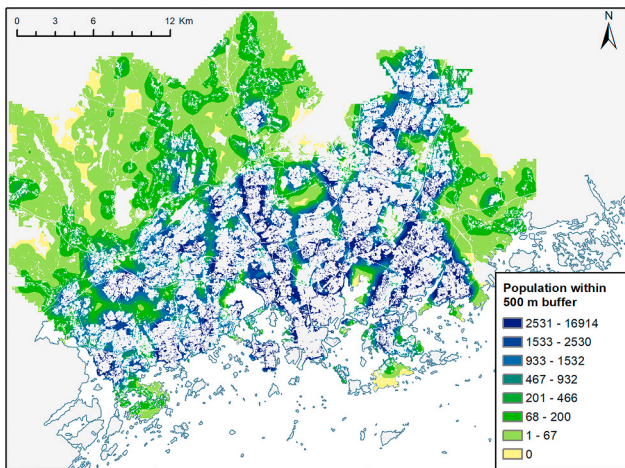 0 3 6 12 Km
N
Population within
500 m buffer
2531 - 16914
1533 - 2530
933 - 1532
467 - 932
201 - 466
68 - 200
1 - 67
0